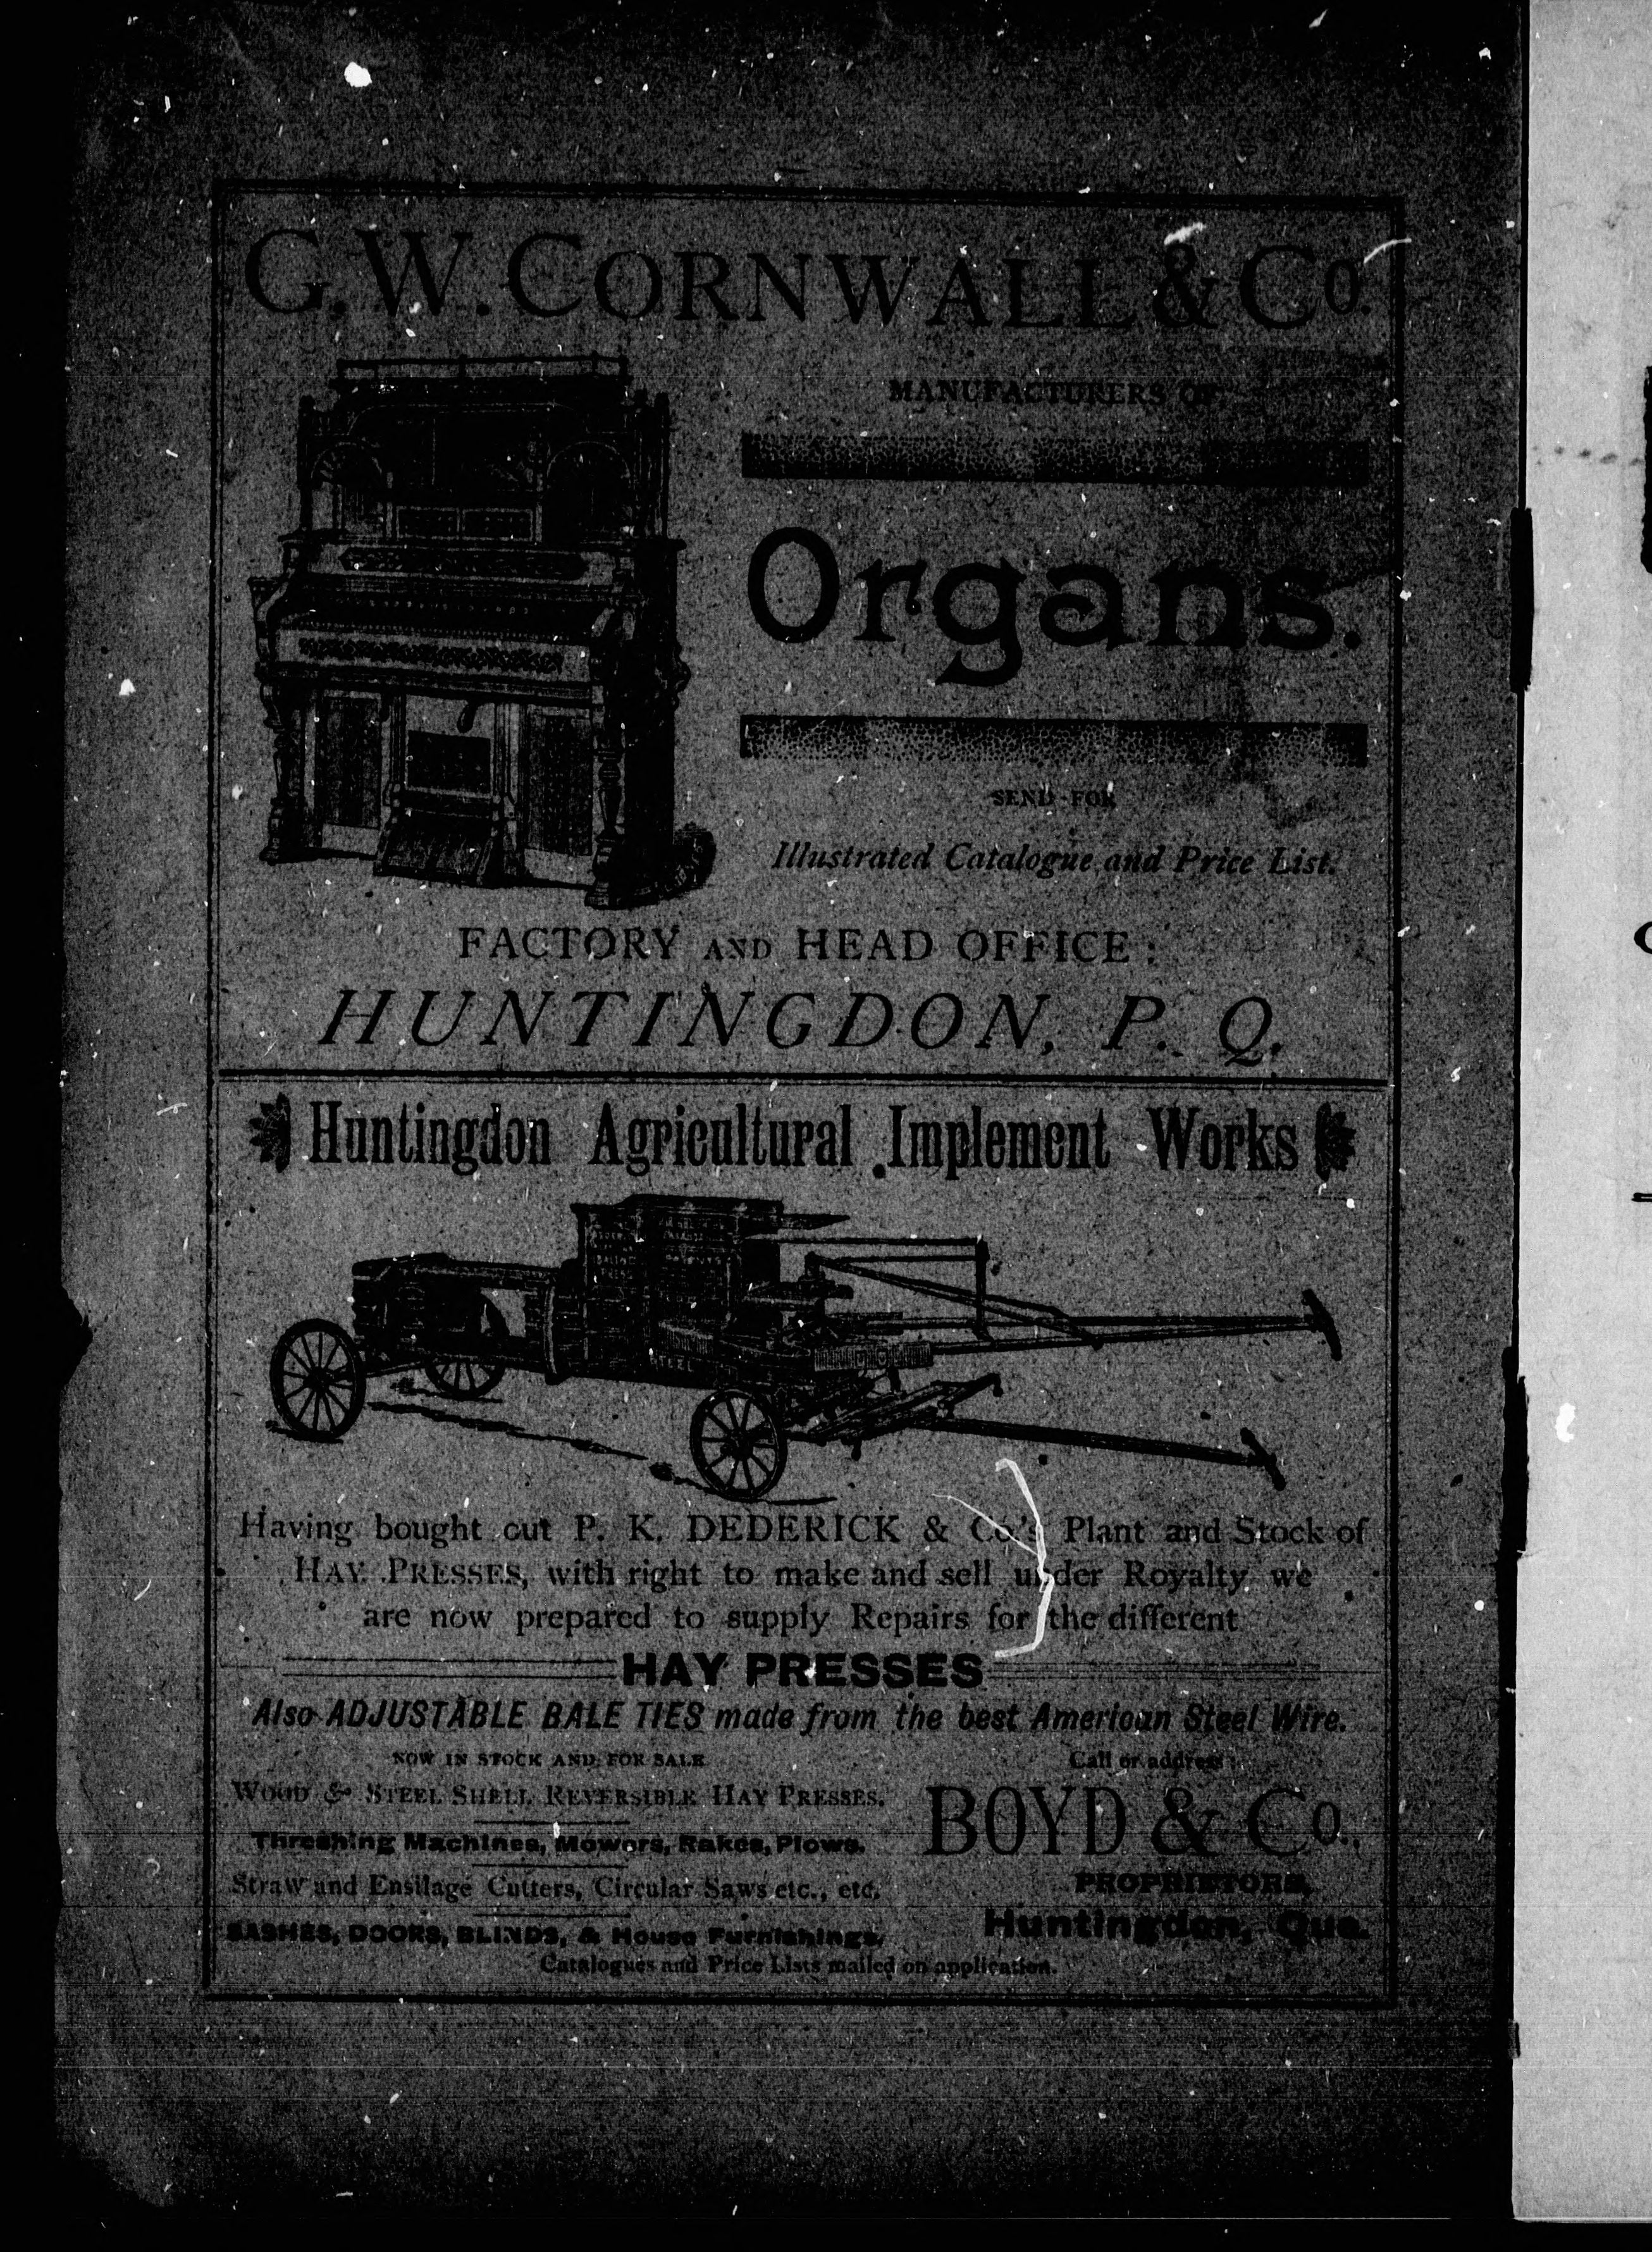 G. W. CORNWALL & CO.
MANUFACTURERS OF
Organs.
SEND FOR
Illustrated Catalogue and Price List.
FACTORY AND HEAD OFFICE:
HUNTINGDON, P. Q.
Huntingdon Agricultural Implement Works
STEEL
Having bought out P. K. DEDERICK & CO.'s Plant and Stock of
HAY PRESSES, with right to make and sell under Royalty we
are now prepared to supply Repairs for the different
HAY PRESSES
Also ADJUSTABLE BALE TIES made from the best American Steel Wire.
NOW IN STOCK AND FOR SALE
WOOD & STEEL SHELL REVERSIBLE HAY PRESSES.
Threshing Machines, Mowers, Rakes, Plows.
Straw and Ensilage Cutters, Circular Saws etc., etc.
SASHES, DOORS, BLINDS, & House Furnishings.
Call or address:
BOYD & CO.,
PROPRIETORS,
Huntingdon, Que.
Catalogues and Price Lists mailed on application.